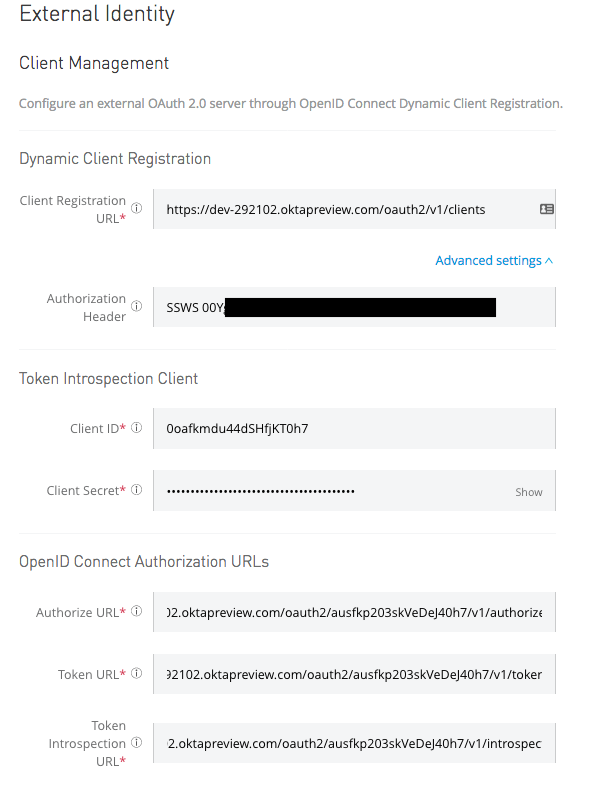 External Identity
Client Management
Configure an external OAuth 2.0 server through OpenID Connect Dynamic Client Registration.
Dynamic Client Registration
Client Registration
URL*
https://dev-292102.oktapreview.com/oauth2/v1/clients
Advanced settings
Authorization
Header
SSWS 00Y
Token Introspection Client
Client ID*
0oafkmdu44dSHfjKT0h7
Client Secret*
••••••••••••••••••••••••••••••••••••••••
Show
OpenID Connect Authorization URLs
Authorize URL*
02.oktapreview.com/oauth2/ausfkp203skVeDeJ40h7/v1/authorize
Token URL*
92102.oktapreview.com/oauth2/ausfkp203skVeDeJ40h7/v1/token
Token
Introspection
URL*
2.oktapreview.com/oauth2/ausfkp203skVeDeJ40h7/v1/introspec